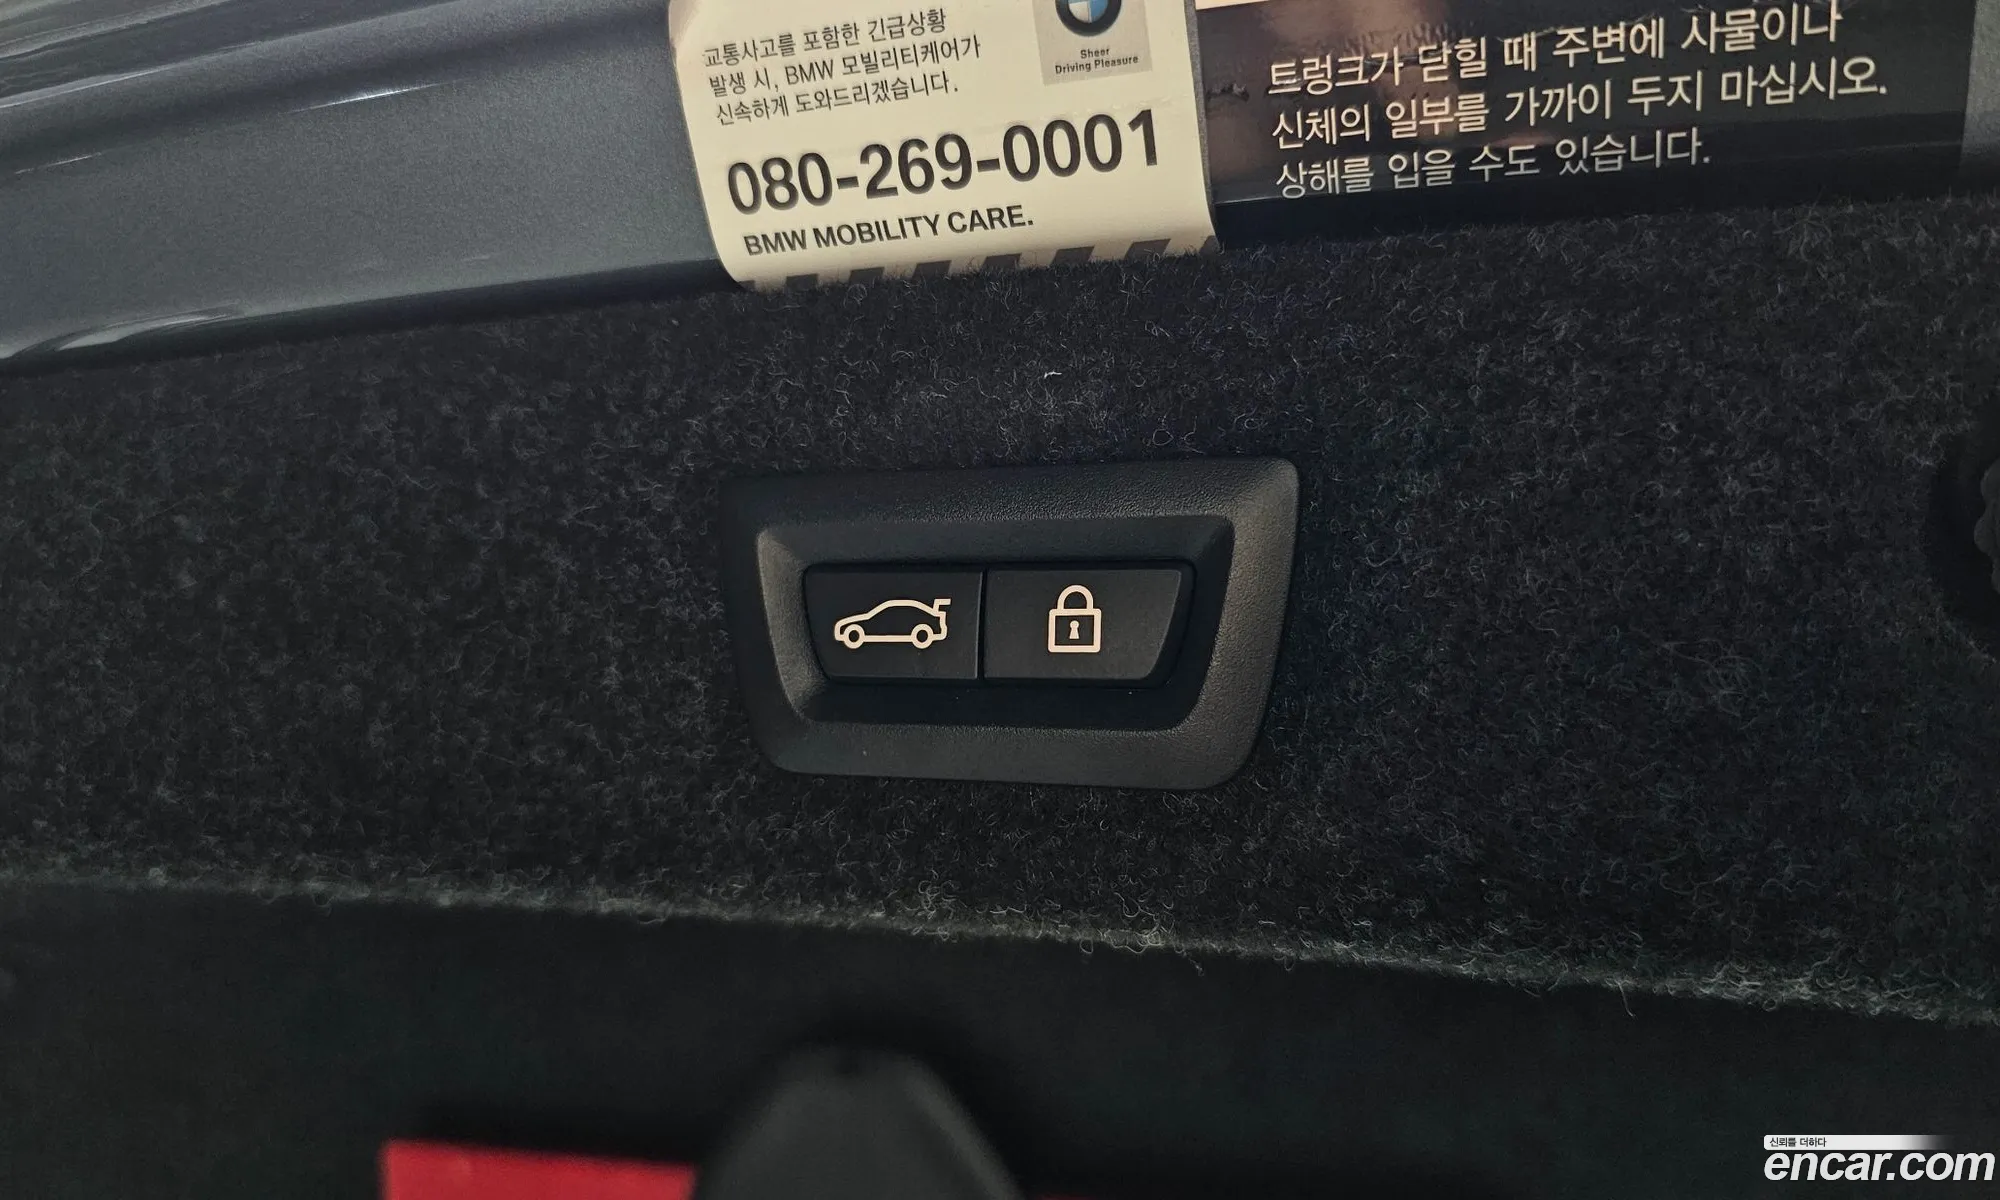 교통사고를 포함한 긴급상황
발생 시, BMW 모빌리티케어가
신속하게 도와드리겠습니다.
Sheer
Driving Pleasure
080-269-0001
BMW MOBILITY CARE.
트렁크가 닫힐 때 주변에 사물이나
신체의 일부를 가까이 두지 마십시오.
상해를 입을 수도 있습니다.
신뢰를 더하다
encar.com